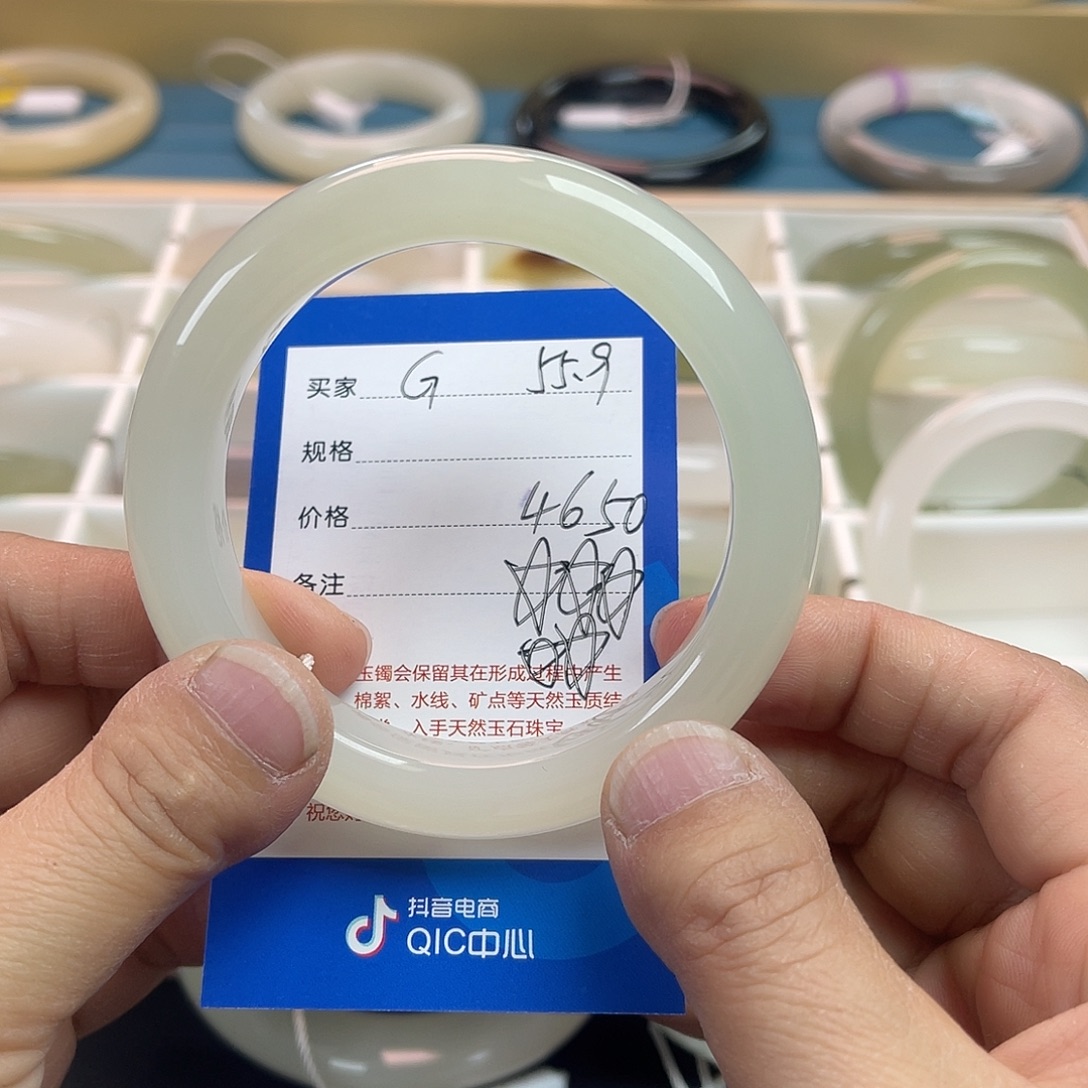 买家 G 55.9
规格
价格 4650
备注 ☆☆☆
☆☆
玉镯会保留其在形成过程中产生
棉絮、水线、矿点等天然玉质结
入手天然玉石珠宝
祝您
抖音电商
QIC中心